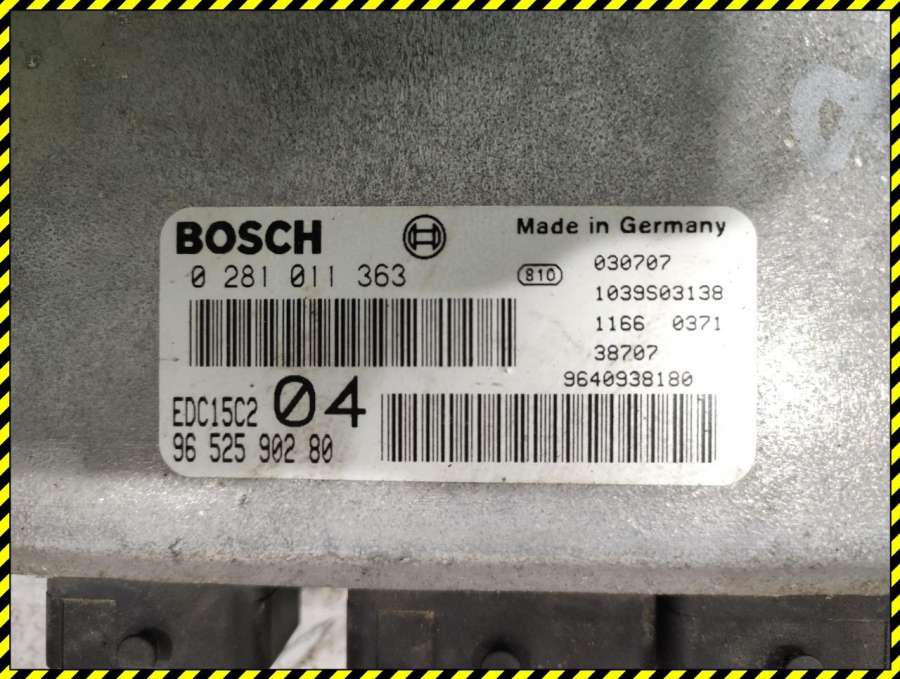 BOSCH
Made in Germany
0 281 011 363
810
030707
1039S03138
1166 0371
38707
9640938180
EDC15C2 04
96 525 902 80